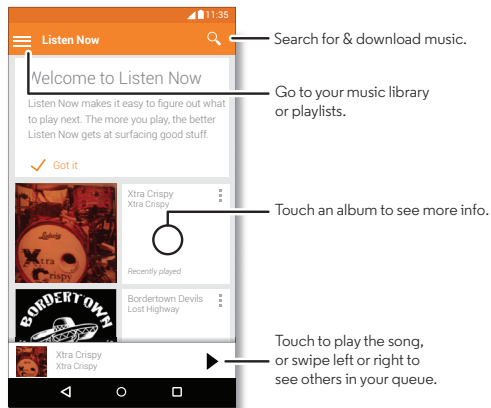 11:35
Listen Now
Search for & download music.
Welcome to Listen Now
Listen Now makes it easy to figure out what
to play next. The more you play, the better
Listen Now gets at surfacing good stuff.
Got it
Go to your music library
or playlists.
Ludwig
Xtra
Crispy
Xtra Crispy
Xtra Crispy
Recently played
Touch an album to see more info.
BORDERTOWN
Bordertown Devils
Lost Highway
Xtra Crispy
Xtra Crispy
Touch to play the song,
or swipe left or right to
see others in your queue.